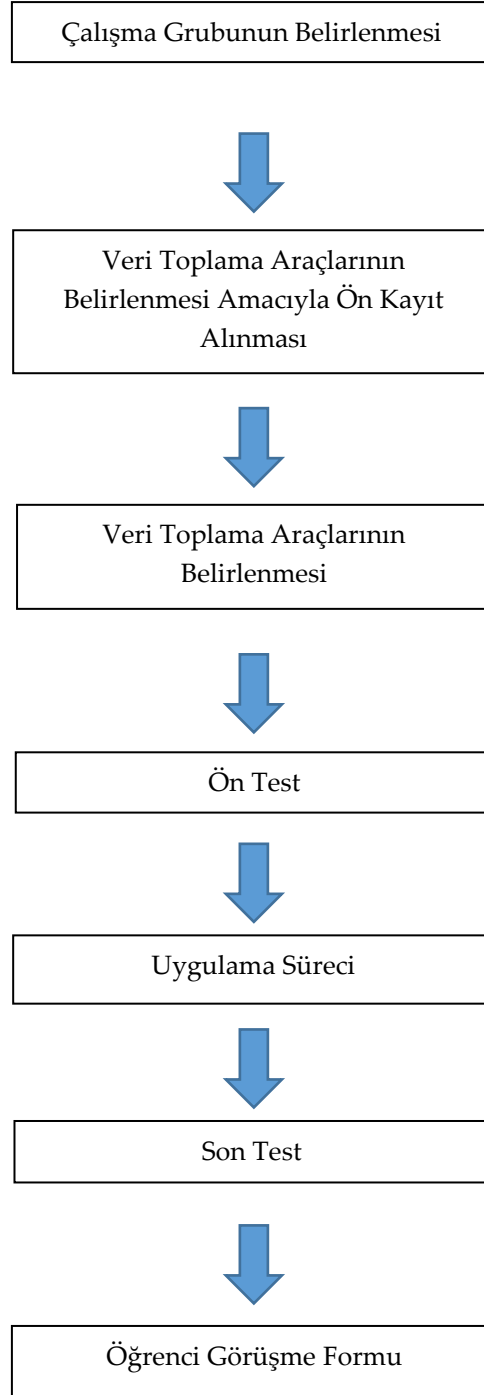 Çalışma Grubunun Belirlenmesi
Veri Toplama Araçlarının
Belirlenmesi Amacıyla Ön Kayıt
Alınması
Veri Toplama Araçlarının
Belirlenmesi
Ön Test
Uygulama Süreci
Son Test
Öğrenci Görüşme Formu